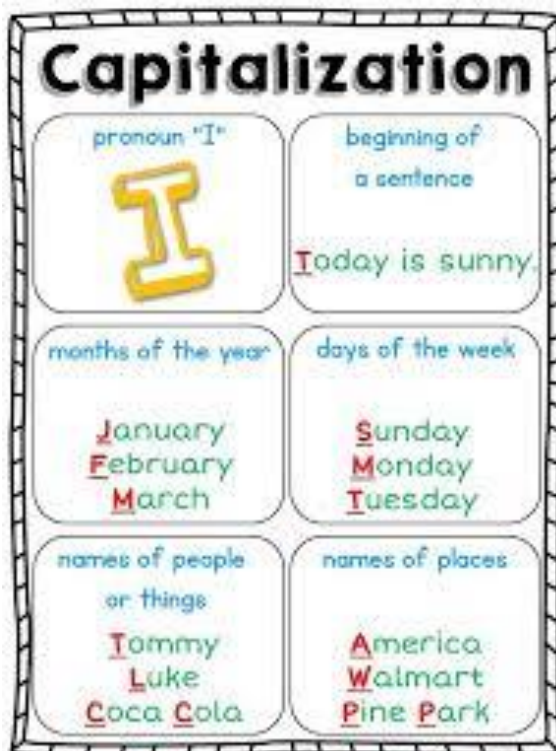 Capitalization
pronoun "I"
I
beginning of
a sentence
Today is sunny.
months of the year
January
February
March
days of the week
Sunday
Monday
Tuesday
names of people
or things
Tommy
Luke
Coca Cola
names of places
America
Walmart
Pine Park